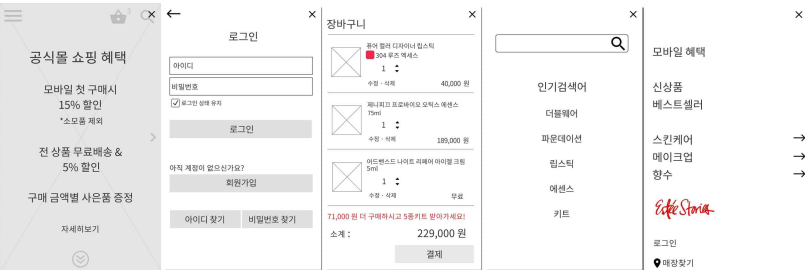 공식몰 쇼핑 혜택
모바일 첫 구매시
15% 할인
*소모품 제외
전 상품 무료배송 &
5% 할인
구매 금액별 사은품 증정
자세히보기
로그인
아이디
비밀번호
로그인 상태 유지
로그인
아직 계정이 없으신가요?
회원가입
아이디 찾기
비밀번호 찾기
장바구니
퓨어 컬러 디자이너 립스틱
304 루즈 엑세스
1
수정 · 삭제
40,000 원
제니피끄 프로바이오 모틱스 에센스
75ml
1
수정 · 삭제
189,000 원
어드밴스드 나이트 리페어 아이젤 크림
5ml
1
수정 · 삭제
무료
71,000 원 더 구매하시고 5종키트 받아가세요!
소계 :
229,000 원
결제
인기검색어
더블웨어
파운데이션
립스틱
에센스
키트
모바일 혜택
신상품
베스트셀러
스킨케어
메이크업
향수
Estée Stories
로그인
매장찾기